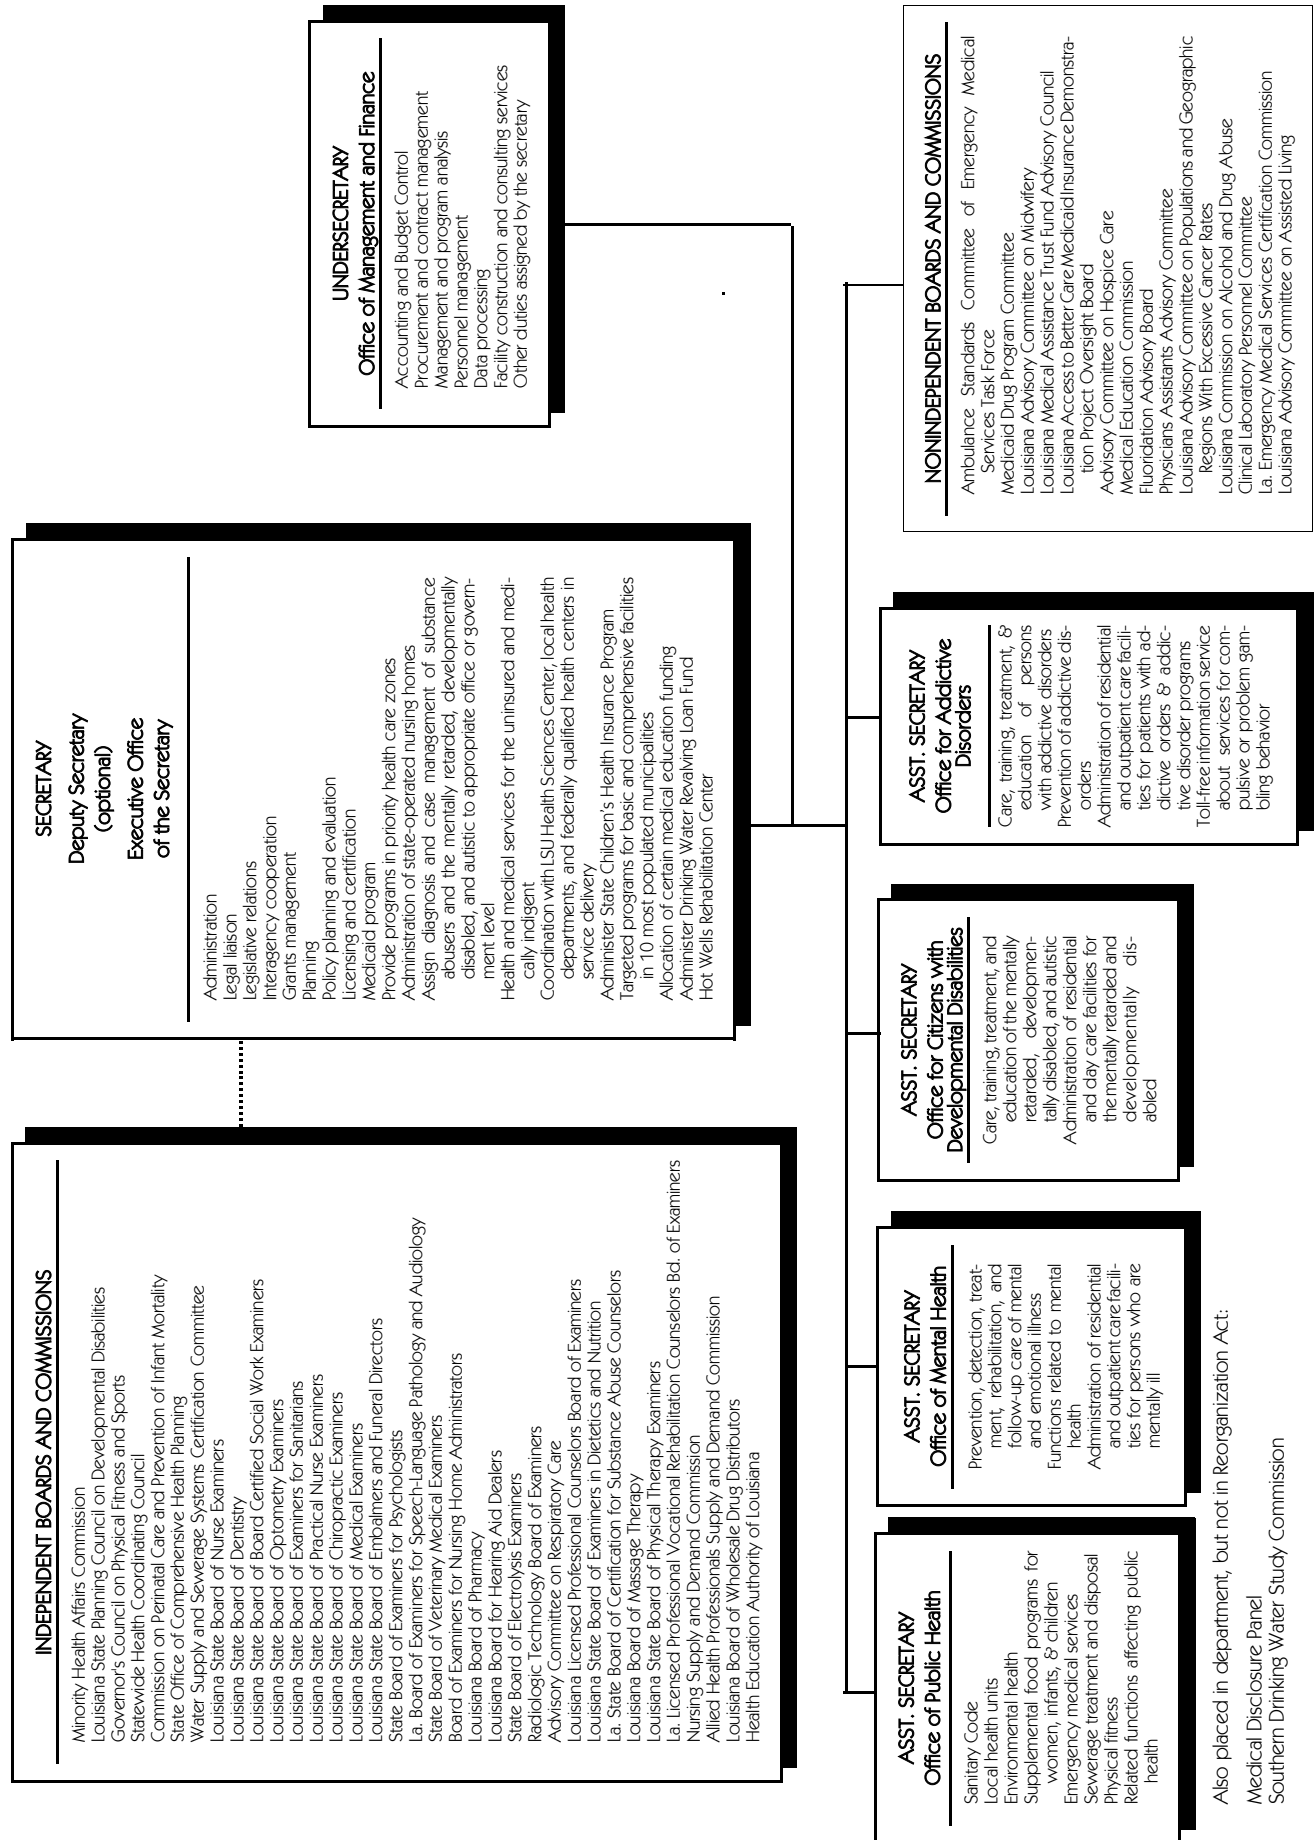 INDEPENDENT BOARDS AND COMMISSIONS
Minority Health Affairs Commission
Louisiana State Planning Council on Developmental Disabilities
Governor's Council on Physical Fitness and Sports
Statewide Health Coordinating Council
Commission on Perinatal Care and Prevention of Infant Mortality
State Office of Comprehensive Health Planning
Water Supply and Sewerage Systems Certification Committee
Louisiana State Board of Nurse Examiners
Louisiana State Board of Dentistry
Louisiana State Board of Board Certified Social Work Examiners
Louisiana State Board of Optometry Examiners
Louisiana State Board of Examiners for Sanitarians
Louisiana State Board of Practical Nurse Examiners
Louisiana State Board of Chiropractic Examiners
Louisiana State Board of Medical Examiners
Louisiana State Board of Embalmers and Funeral Directors
State Board of Examiners for Psychologists
La. Board of Examiners for Speech-Language Pathology and Audiology
State Board of Veterinary Medical Examiners
Board of Examiners for Nursing Home Administrators
Louisiana Board of Pharmacy
Louisiana Board for Hearing Aid Dealers
State Board of Electrolysis Examiners
Radiologic Technology Board of Examiners
Advisory Committee on Respiratory Care
Louisiana Licensed Professional Counselors Board of Examiners
Louisiana State Board of Examiners in Dietetics and Nutrition
La. State Board of Certification for Substance Abuse Counselors
Louisiana Board of Massage Therapy
Louisiana State Board of Physical Therapy Examiners
La. Licensed Professional Vocational Rehabilitation Counselors Bd. of Examiners
Nursing Supply and Demand Commission
Allied Health Professionals Supply and Demand Commission
Louisiana Board of Wholesale Drug Distributors
Health Education Authority of Louisiana
SECRETARY
Deputy Secretary
(optional)
Executive Office
of the Secretary
Administration
Legal liaison
Legislative relations
Interagency cooperation
Grants management
Planning
Policy planning and evaluation
Licensing and certification
Medicaid program
Provide programs in priority health care zones
Administration of state-operated nursing homes
Assign diagnosis and case management of substance
abusers and the mentally retarded, developmentally
disabled, and autistic to appropriate office or govern-
ment level
Health and medical services for the uninsured and medi-
cally indigent
Coordination with LSU Health Sciences Center, local health
departments, and federally qualified health centers in
service delivery
Administer State Children's Health Insurance Program
Targeted programs for basic and comprehensive facilities
in 10 most populated municipalities
Allocation of certain medical education funding
Administer Drinking Water Revalving Loan Fund
Hot Wells Rehabilitation Center
UNDERSECRETARY
Office of Management and Finance
Accounting and Budget Control
Procurement and contract management
Management and program analysis
Personnel management
Data processing
Facility construction and consulting services
Other duties assigned by the secretary
ASST. SECRETARY
Office of Public Health
Sanitary Code
Local health units
Environmental health
Supplemental food programs for
women, infants, & children
Emergency medical services
Sewerage treatment and disposal
Physical fitness
Related functions affecting public
health
ASST. SECRETARY
Office of Mental Health
Prevention, detection, treat-
ment, rehabilitation, and
follow-up care of mental
and emotional illness
Functions related to mental
health
Administration of residential
and outpatient care facili-
ties for persons who are
mentally ill
ASST. SECRETARY
Office for Citizens with
Developmental Disabilities
Care, training, treatment, and
education of the mentally
retarded, developmen-
tally disabled, and autistic
Administration of residential
and day care facilities for
the mentally retarded and
developmentally dis-
abled
ASST. SECRETARY
Office for Addictive
Disorders
Care, training, treatment, &
education of persons
with addictive disorders
Prevention of addictive dis-
orders
Administration of residential
and outpatient care facili-
ties for patients with ad-
dictive orders & addic-
tive disorder programs
Toll-free information service
about services for com-
pulsive or problem gam-
bling behavior
NONINDEPENDENT BOARDS AND COMMISSIONS
Ambulance Standards Committee of Emergency Medical
Services Task Force
Medicaid Drug Program Committee
Louisiana Advisory Committee on Midwifery
Louisiana Medical Assistance Trust Fund Advisory Council
Louisiana Access to Better Care Medicaid Insurance Demonstra-
tion Project Oversight Board
Advisory Committee on Hospice Care
Medical Education Commission
Fluoridation Advisory Board
Physicians Assistants Advisory Committee
Louisiana Advisory Committee on Populations and Geographic
Regions With Excessive Cancer Rates
Louisiana Commission on Alcohol and Drug Abuse
Clinical Laboratory Personnel Committee
La. Emergency Medical Services Certification Commission
Louisiana Advisory Committee on Assisted Living
Also placed in department, but not in Reorganization Act:
Medical Disclosure Panel
Southern Drinking Water Study Commission